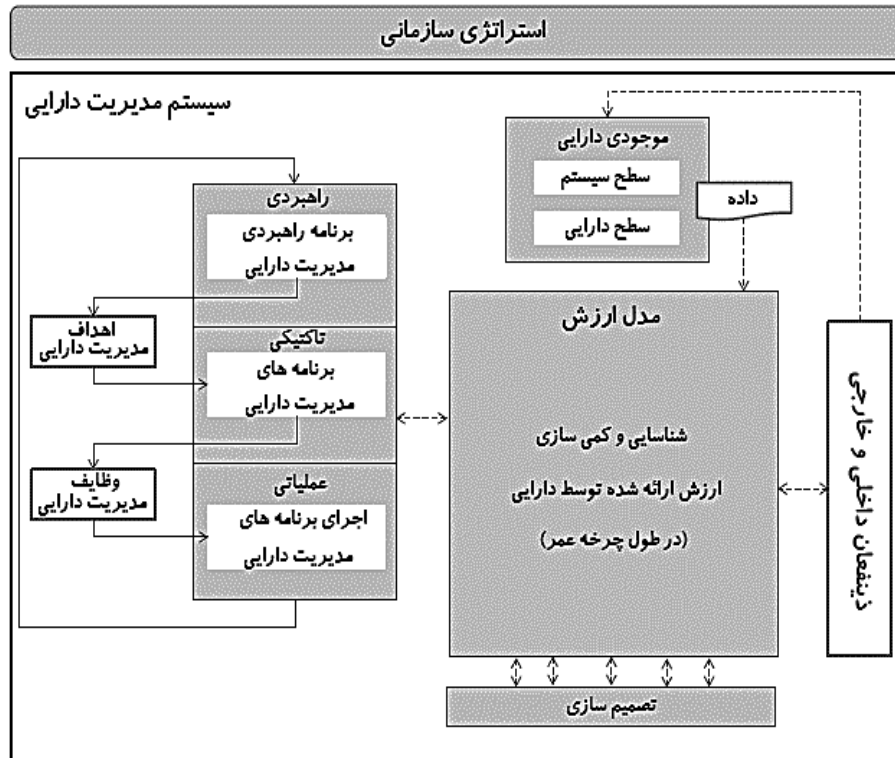 استراتژی سازمانی
سیستم مدیریت دارایی
موجودی دارایی
سطح سیستم
سطح دارایی
داده
راهبردی
برنامه راهبردی
مدیریت دارایی
اهداف
مدیریت دارایی
تاکتیکی
برنامه های
مدیریت دارایی
وظایف
مدیریت دارایی
عملیاتی
اجرای برنامه های
مدیریت دارایی
مدل ارزش
شناسایی و کمی سازی
ارزش ارائه شده توسط دارایی
(در طول چرخه عمر)
ذینفعان داخلی و خارجی
تصمیم سازی